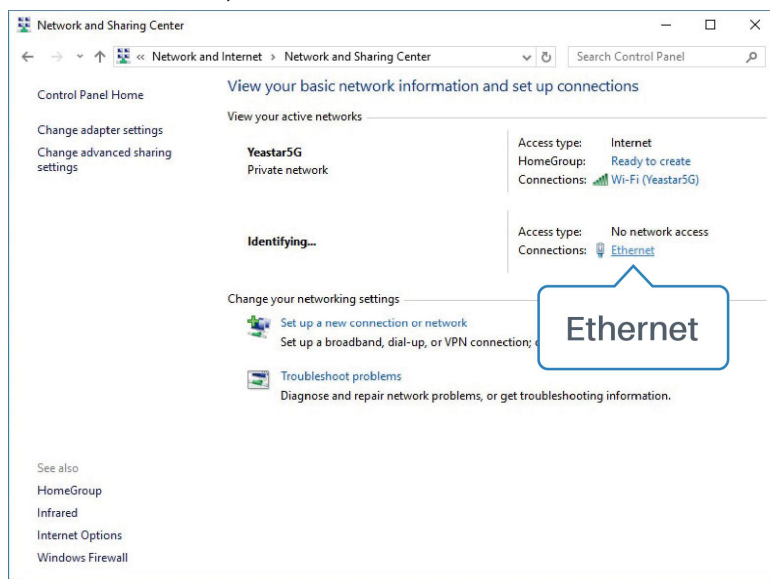 Network and Sharing Center
« Network and Internet › Network and Sharing Center
Search Control Panel
Control Panel Home
Change adapter settings
Change advanced sharing
settings
View your basic network information and set up connections
View your active networks
Yeastar5G
Private network
Access type: Internet
HomeGroup: Ready to create
Connections: Wi-Fi (Yeastar5G)
Identifying...
Access type: No network access
Connections: Ethernet
Ethernet
Change your networking settings
Set up a new connection or network
Set up a broadband, dial-up, or VPN connection;
Troubleshoot problems
Diagnose and repair network problems, or get troubleshooting information.
See also
HomeGroup
Infrared
Internet Options
Windows Firewall